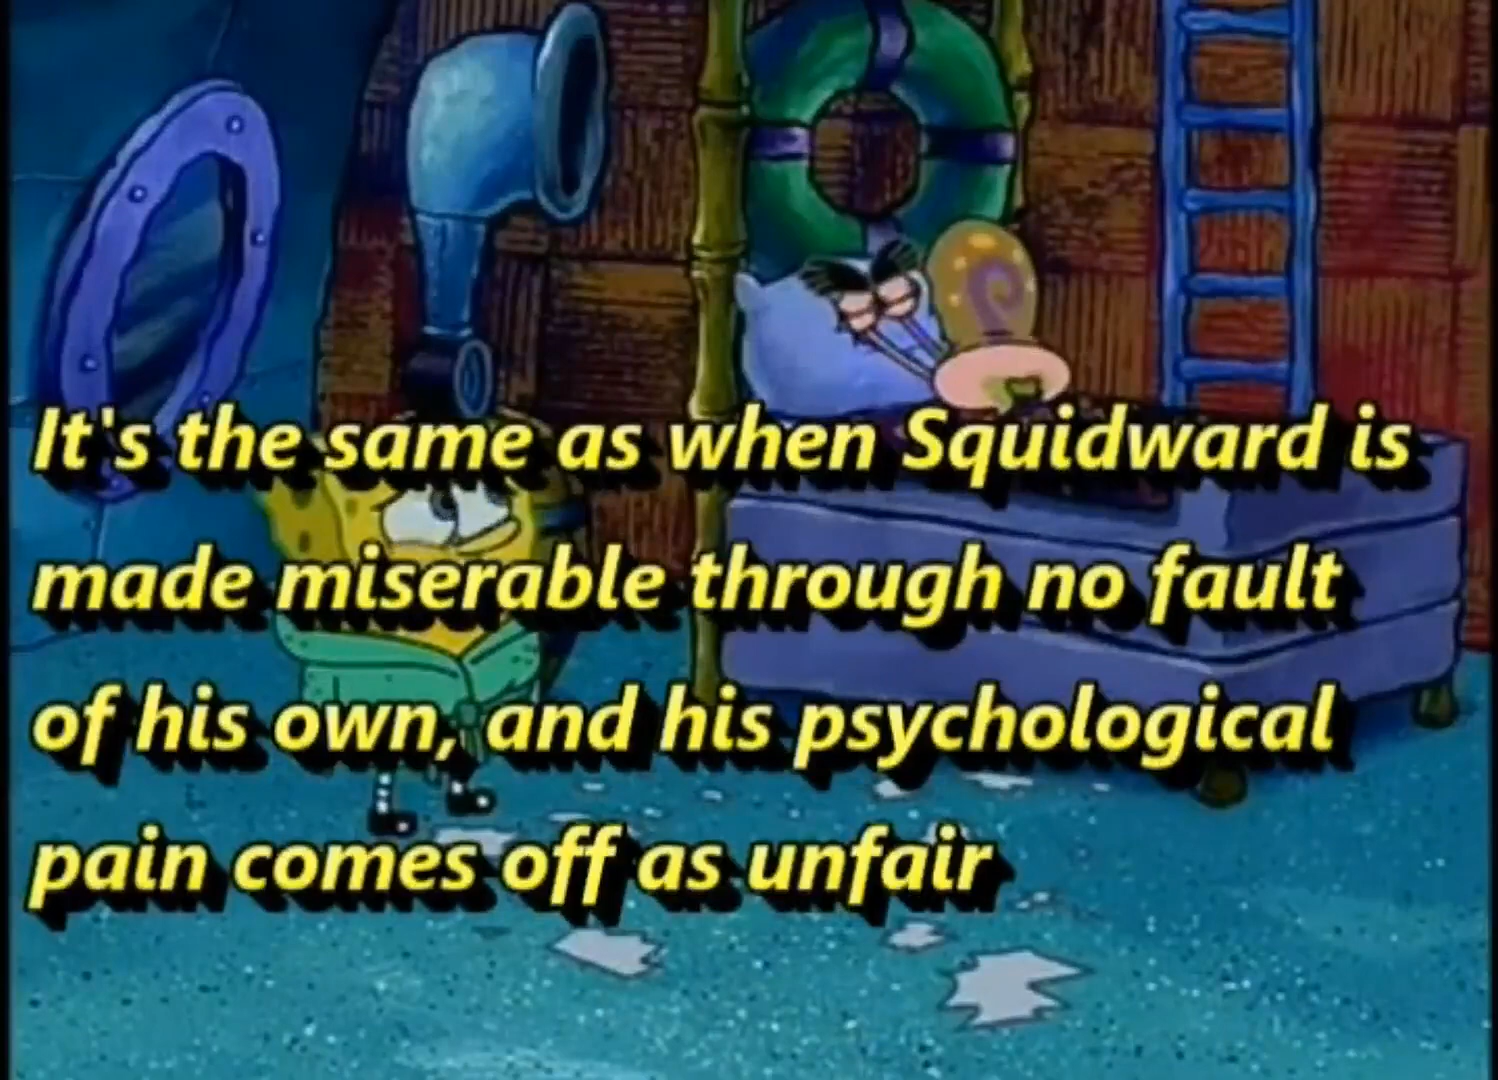 It's the same as when Squidward is
made miserable through no fault
of his own, and his psychological
pain comes off as unfair